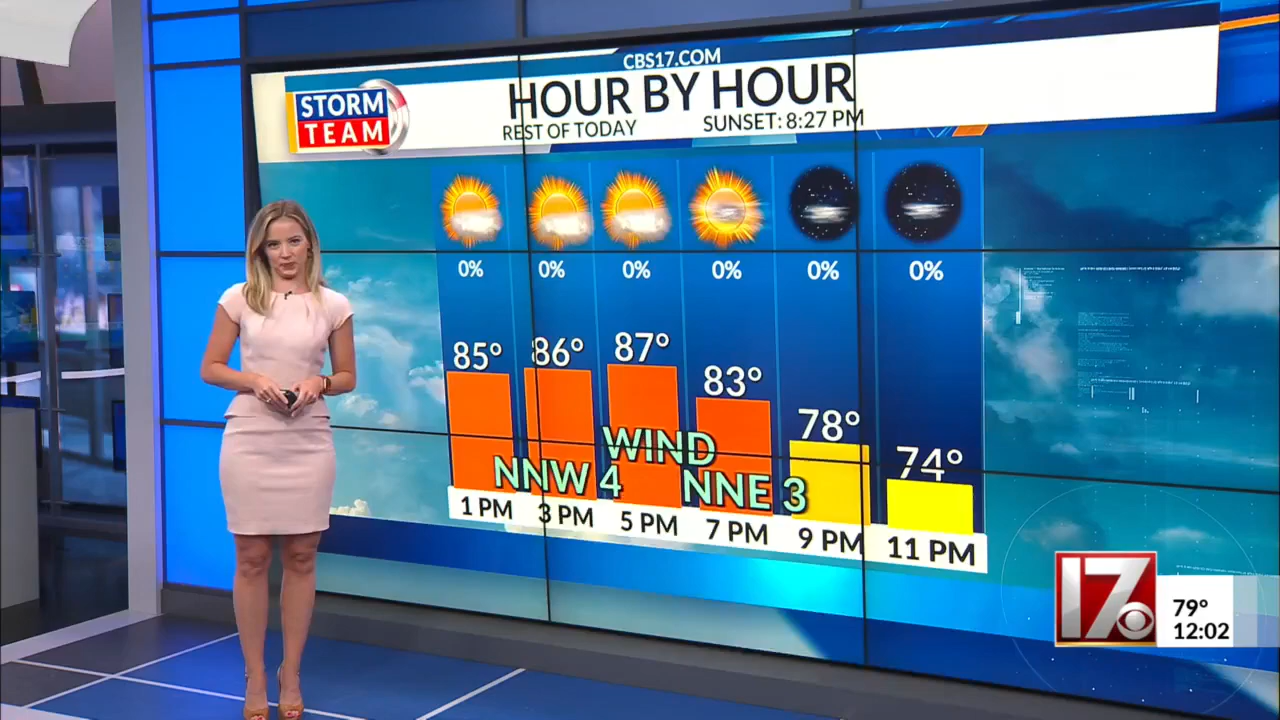 CBS17.COM
STORM
TEAM
HOUR BY HOUR
REST OF TODAY
SUNSET: 8:27 PM
0% 0% 0% 0% 0% 0%
85° 86° 87° 83° 78° 74°
WIND
NNW 4 NNE 3
1 PM 3 PM 5 PM 7 PM 9 PM 11 PM
17
79°
12:02